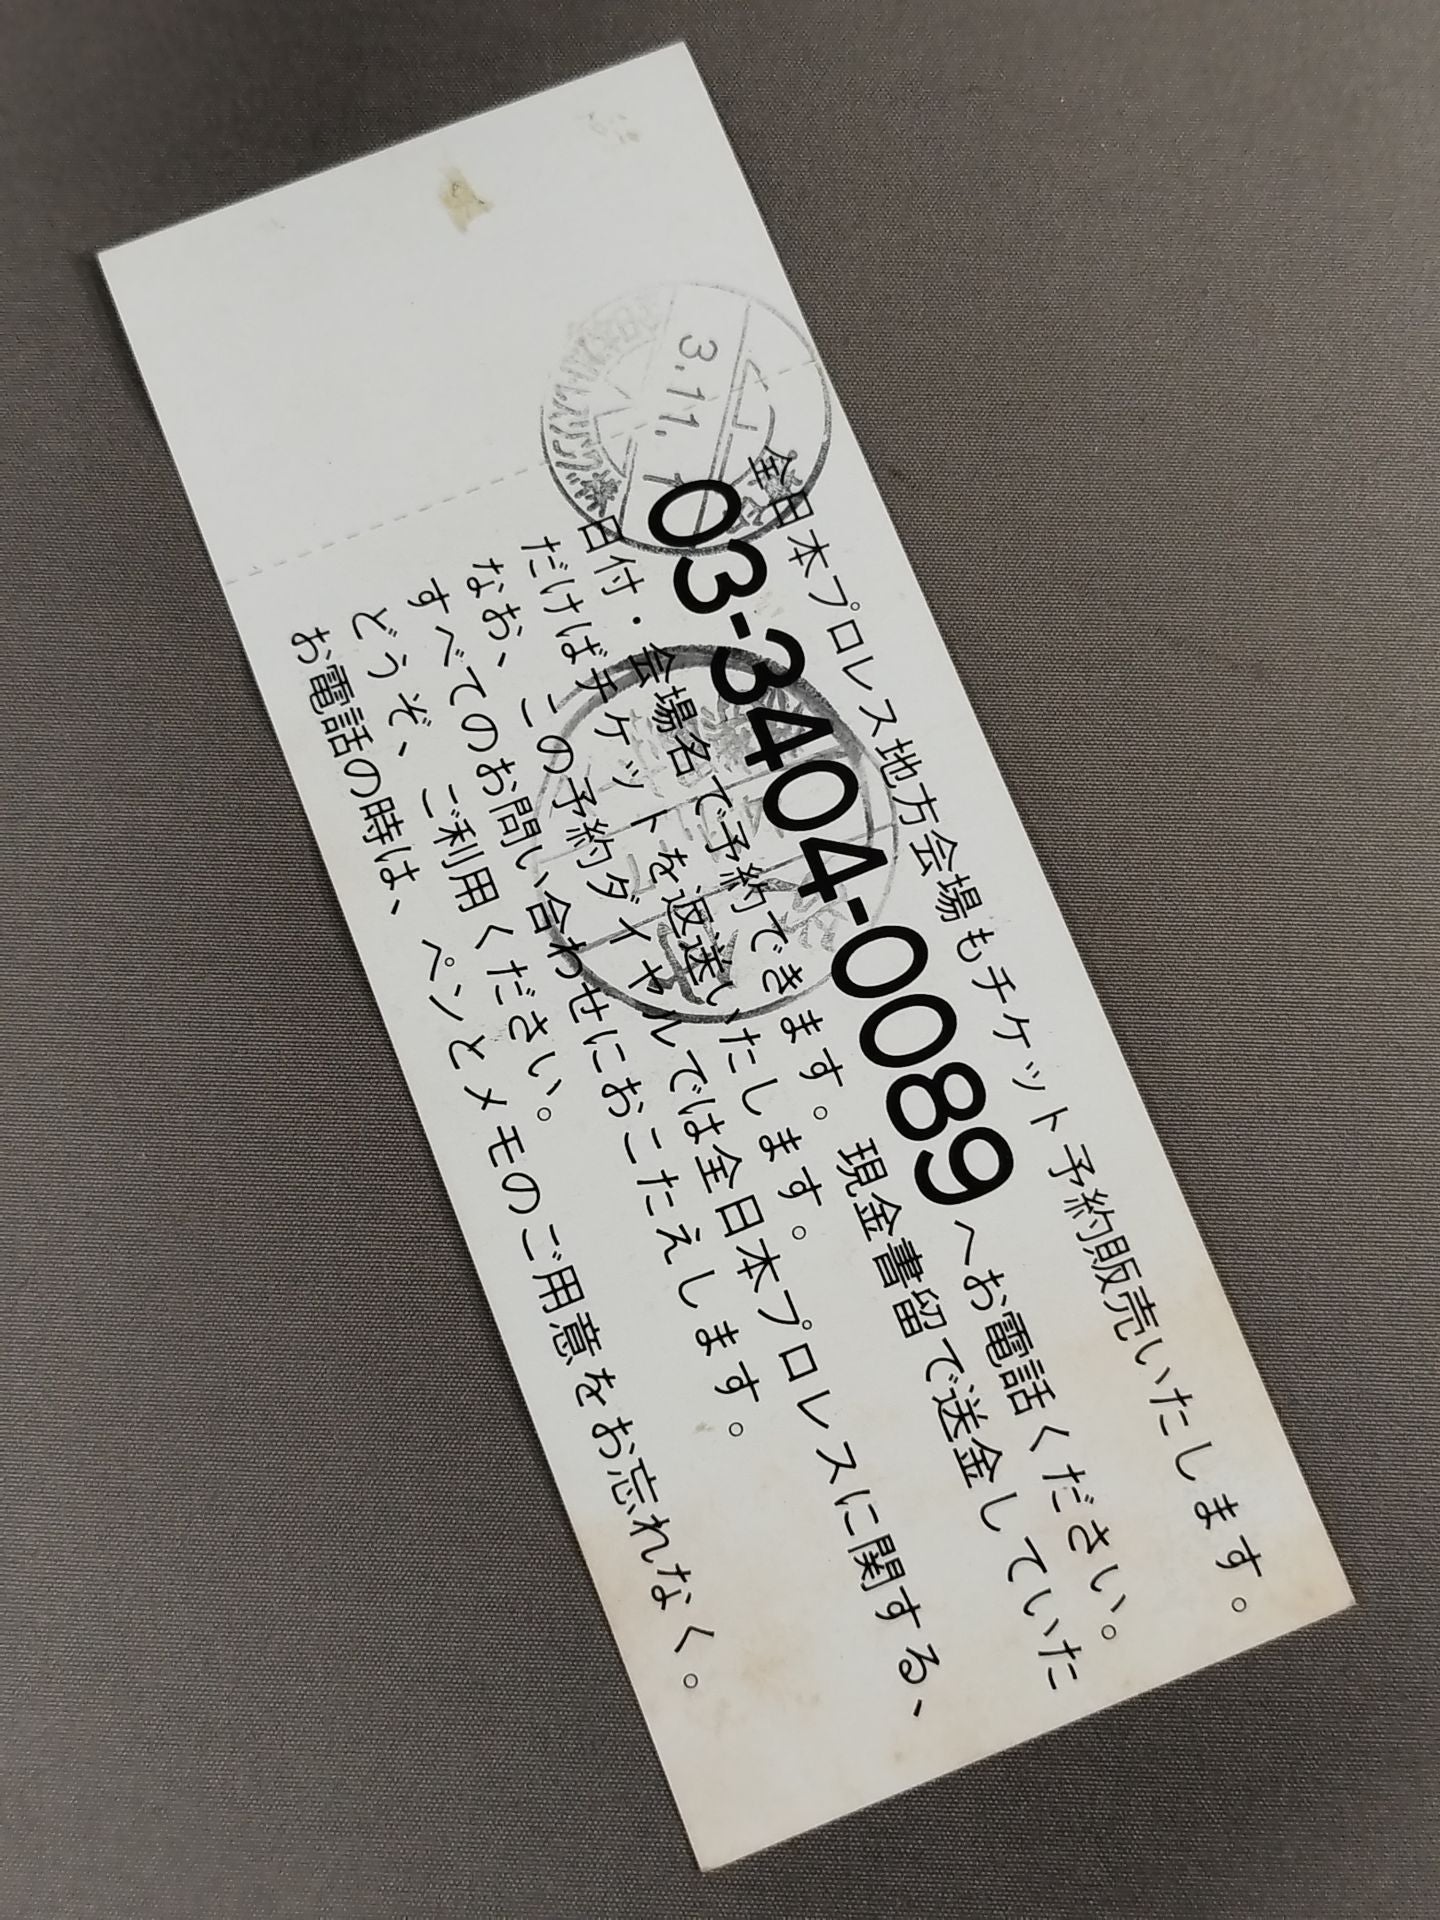 全日本プロレス地方会場もチケット予約販売いたします。
03-3404-0089へお電話ください。
日付・会場名で予約できます。現金書留で送金していた
だければチケットを返送いたします。
なお、この予約ダイヤルでは全日本プロレスに関する、
すべてのお問い合わせにおこたえします。
どうぞ、ご利用ください。
お電話の時は、ペンとメモのご用意をお忘れなく。
3.11.